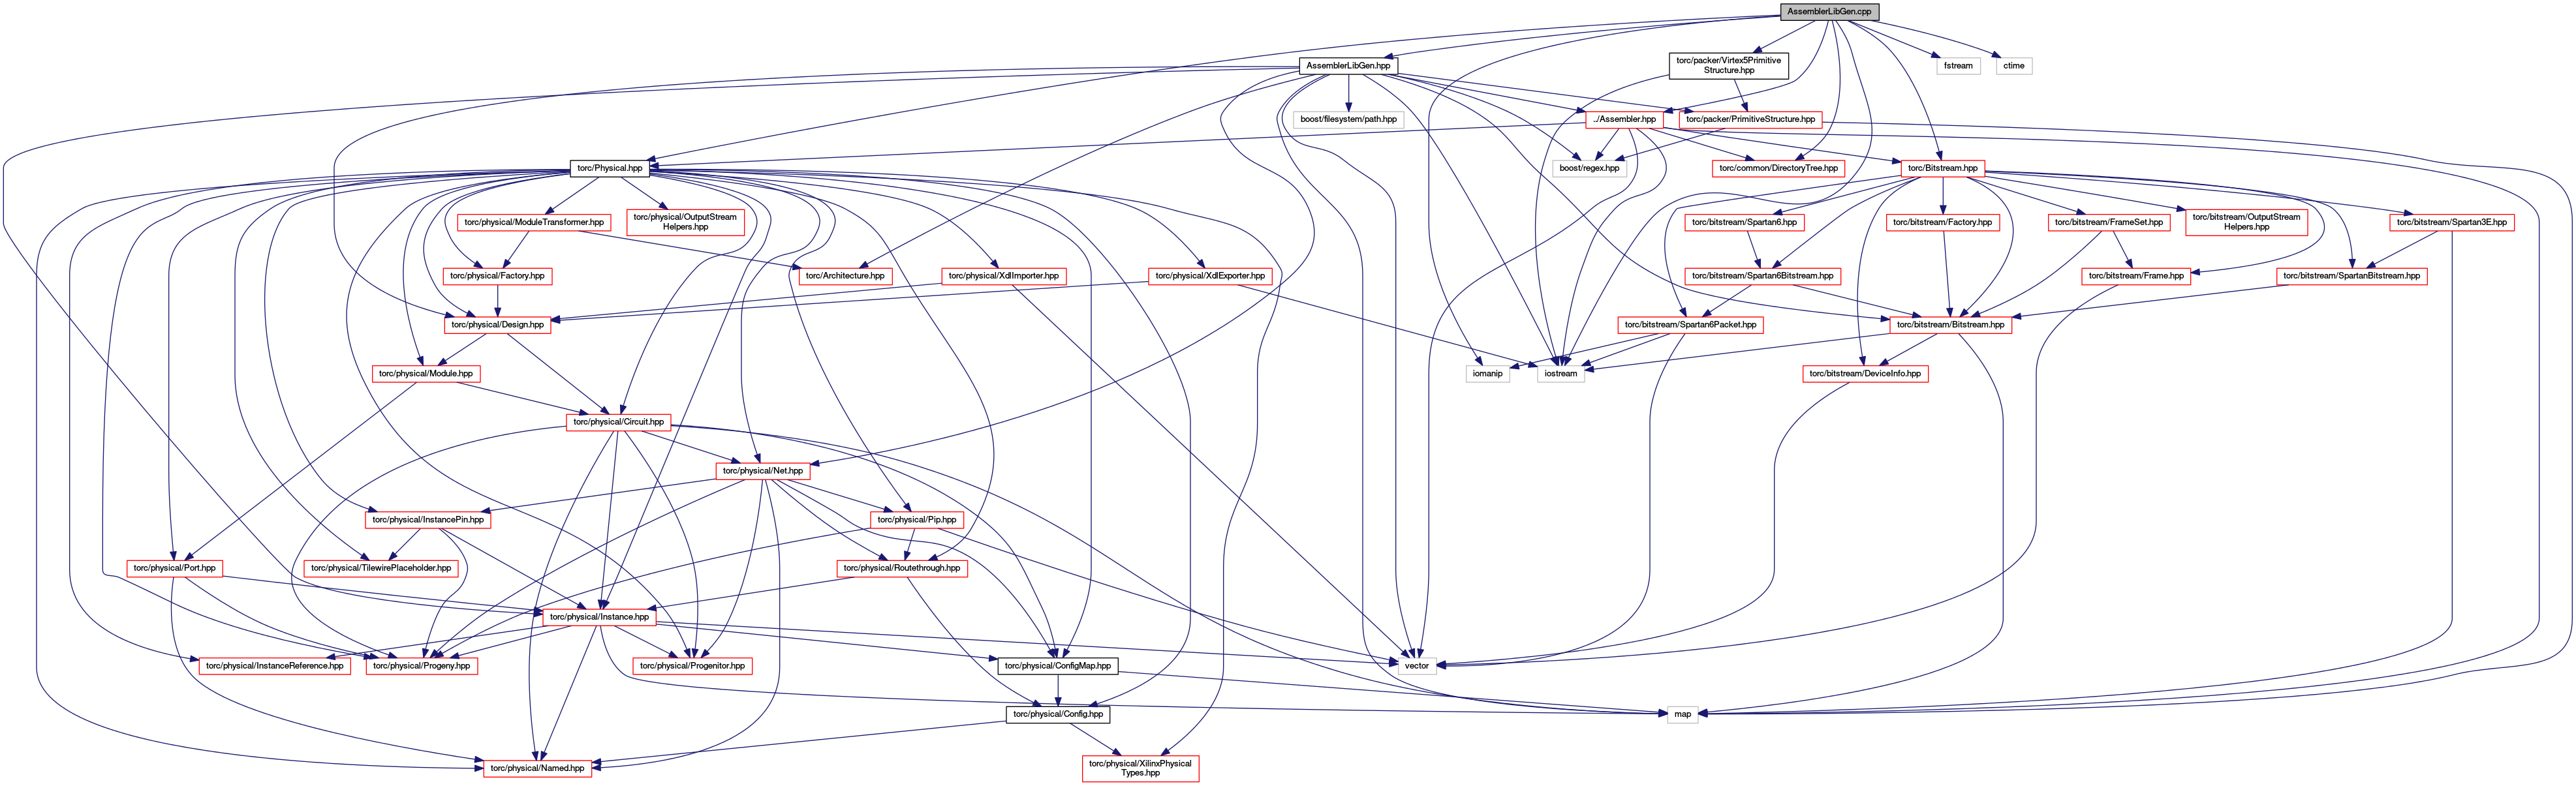 AssemblerLibGen.cpp
AssemblerLibGen.hpp
torc/packer/Virtex5Primitive
Structure.hpp
fstream
ctime
boost/filesystem/path.hpp
../Assembler.hpp
torc/packer/PrimitiveStructure.hpp
torc/Physical.hpp
boost/regex.hpp
torc/common/DirectoryTree.hpp
torc/Bitstream.hpp
torc/physical/ModuleTransformer.hpp
torc/physical/OutputStream
Helpers.hpp
torc/bitstream/Spartan6.hpp
torc/bitstream/Factory.hpp
torc/bitstream/FrameSet.hpp
torc/bitstream/OutputStream
Helpers.hpp
torc/bitstream/Spartan3E.hpp
torc/physical/Factory.hpp
torc/Architecture.hpp
torc/physical/XdlImporter.hpp
torc/physical/XdlExporter.hpp
torc/bitstream/Spartan6Bitstream.hpp
torc/bitstream/Frame.hpp
torc/bitstream/SpartanBitstream.hpp
torc/physical/Design.hpp
torc/bitstream/Spartan6Packet.hpp
torc/bitstream/Bitstream.hpp
torc/physical/Module.hpp
iomanip
iostream
torc/bitstream/DeviceInfo.hpp
torc/physical/Circuit.hpp
torc/physical/Net.hpp
torc/physical/InstancePin.hpp
torc/physical/Pip.hpp
torc/physical/Port.hpp
torc/physical/TilewirePlaceholder.hpp
torc/physical/Routethrough.hpp
torc/physical/Instance.hpp
torc/physical/InstanceReference.hpp
torc/physical/Progeny.hpp
torc/physical/Progenitor.hpp
torc/physical/ConfigMap.hpp
vector
torc/physical/Config.hpp
map
torc/physical/Named.hpp
torc/physical/XilinxPhysical
Types.hpp